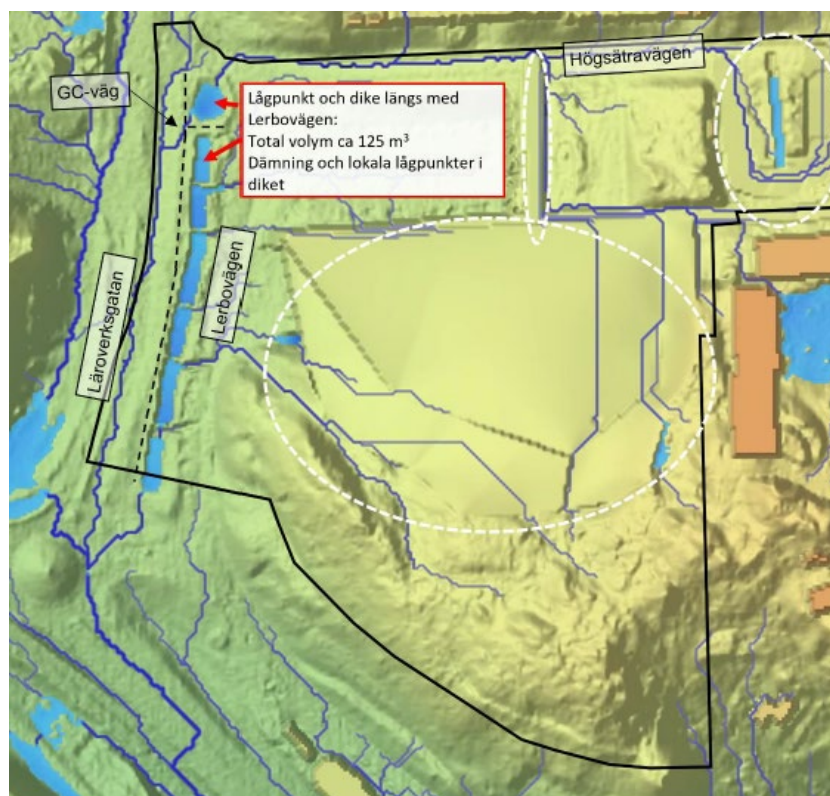 Högsätravägen
GC-väg
Lågpunkt och dike längs med
Lerbovägen:
Total volym ca 125 m³
Dämning och lokala lågpunkter i
diket
Läroverksgatan
Lerbovägen